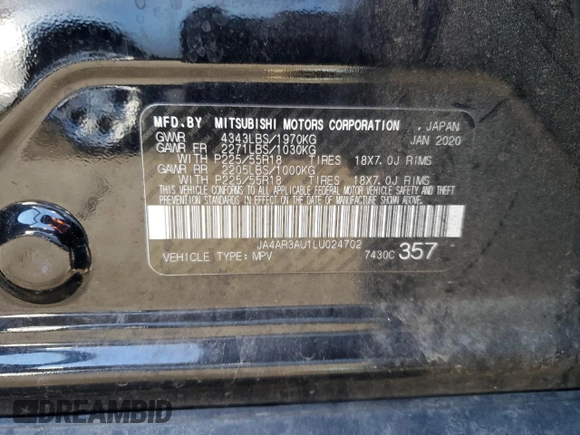 MFD.BY MITSUBISHI MOTORS CORPORATION , JAPAN
GVWR 4343LBS/1970KG JAN 2020
GAWR FR 2271LBS/1030KG
WITH P225/55R18 TIRES 18X7.0J RIMS
GAWR RR 2205LBS/1000KG
WITH P225/55R18 TIRES 18X7.0J RIMS
THIS VEHICLE CONFORMS TO ALL APPLICABLE FEDERAL MOTOR VEHICLE SAFETY AND THEFT
PREVENTION STANDARDS IN EFFECT ON THE DATE OF MANUFACTURE SHOWN ABOVE.
JA4AR3AU1LU024702
VEHICLE TYPE: MPV 7430C 357
DREAMBID